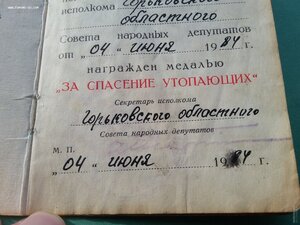 исполкома Горьковского
областного
Совета народных депутатов
от "04" июня 1984 г.
награжден медалью
„ЗА СПАСЕНИЕ УТОПАЮЩИХ"
Секретарь исполкома
Горьковского областного
Совета народных депутатов
М. П.
"04" июня 1984 г.